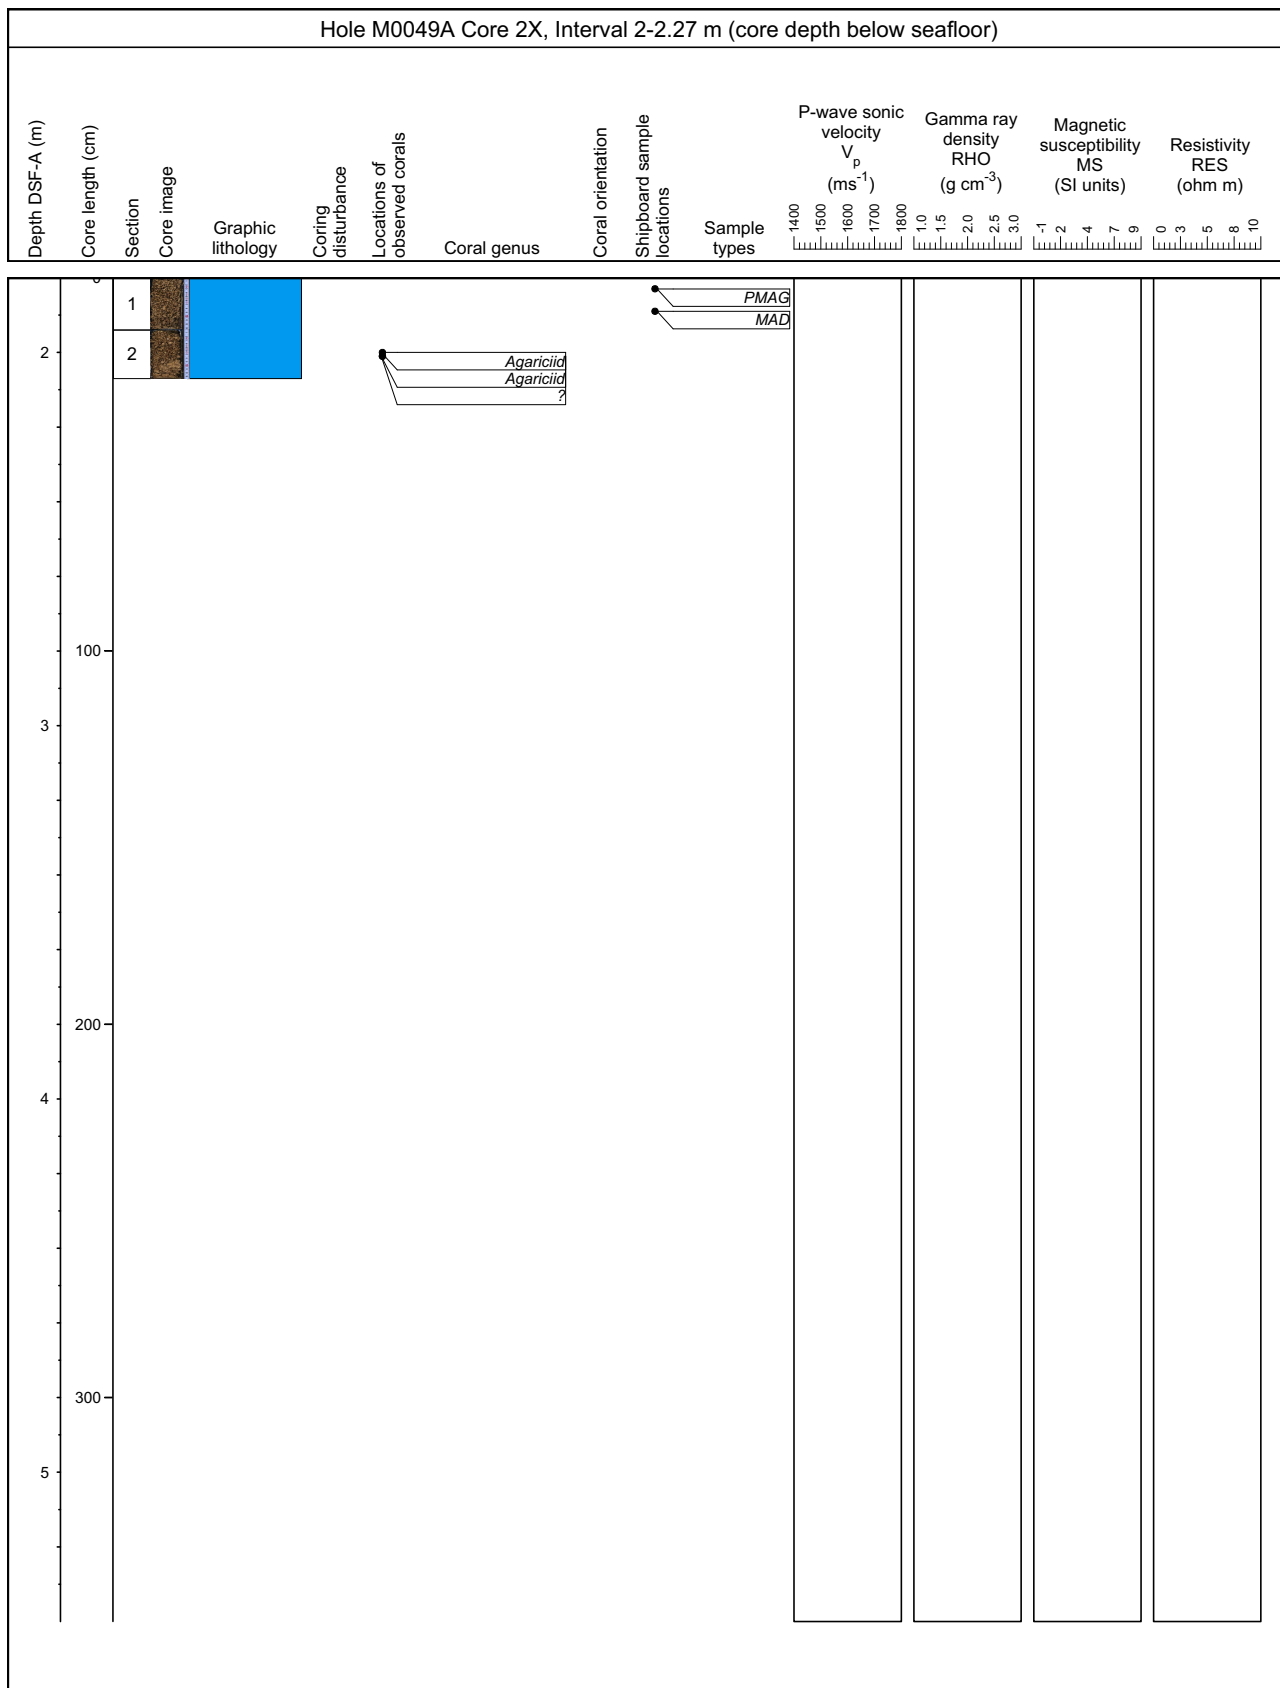 Hole M0049A Core 2X, Interval 2-2.27 m (core depth below seafloor)
Depth DSF-A (m)
Core length (cm)
Section
Core image
Graphic
lithology
Coring
disturbance
Locations of
observed corals
Coral genus
Coral orientation
Shipboard sample
locations
Sample
types
P-wave sonic
velocity
Vp
(ms-1)
1400 1500 1600 1700 1800
Gamma ray
density
RHO
(g cm-3)
1.0 1.5 2.0 2.5 3.0
Magnetic
susceptibility
MS
(SI units)
-1 2 4 7 9
Resistivity
RES
(ohm m)
0 3 5 8 10
0
1
PMAG
MAD
2
2
Agariciid
Agariciid
?
100
3
200
4
300
5